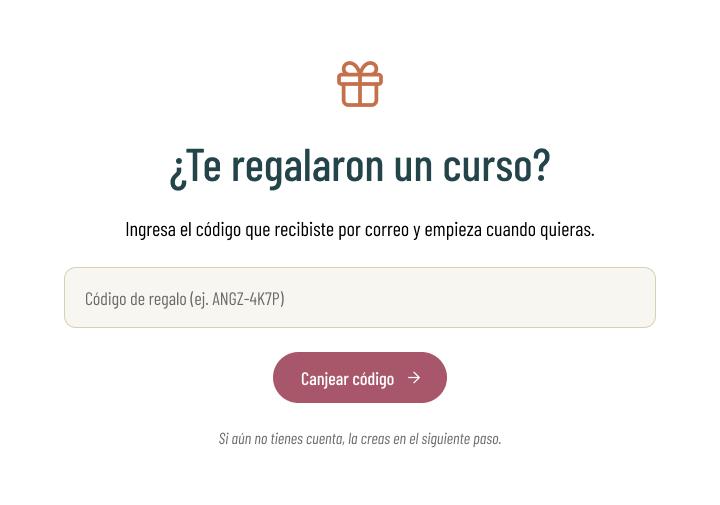 ¿Te regalaron un curso?
Ingresa el código que recibiste por correo y empieza cuando quieras.
Código de regalo (ej. ANGZ-4K7P)
Canjear código →
Si aún no tienes cuenta, la creas en el siguiente paso.